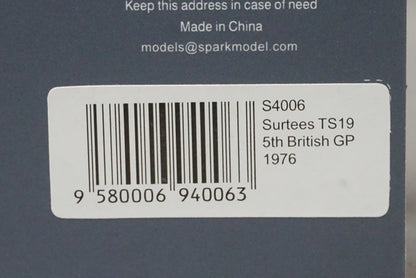 Keep this address in case of need
Made in China
models@sparkmodel.com
S4006
Surtees TS19
5th British GP
1976
9 580006 940063